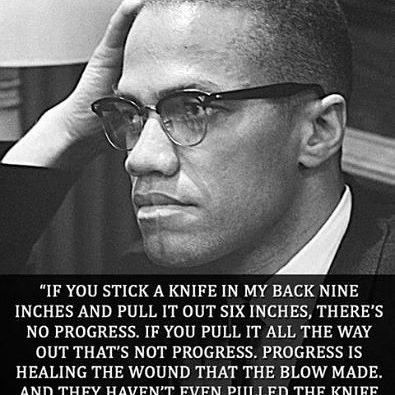 “IF YOU STICK A KNIFE IN MY BACK NINE
INCHES AND PULL IT OUT SIX INCHES, THERE’S
NO PROGRESS. IF YOU PULL IT ALL THE WAY
OUT THAT’S NOT PROGRESS. PROGRESS IS
HEALING THE WOUND THAT THE BLOW MADE.
AND THEY HAVEN’T EVEN PULLED THE KNIFE